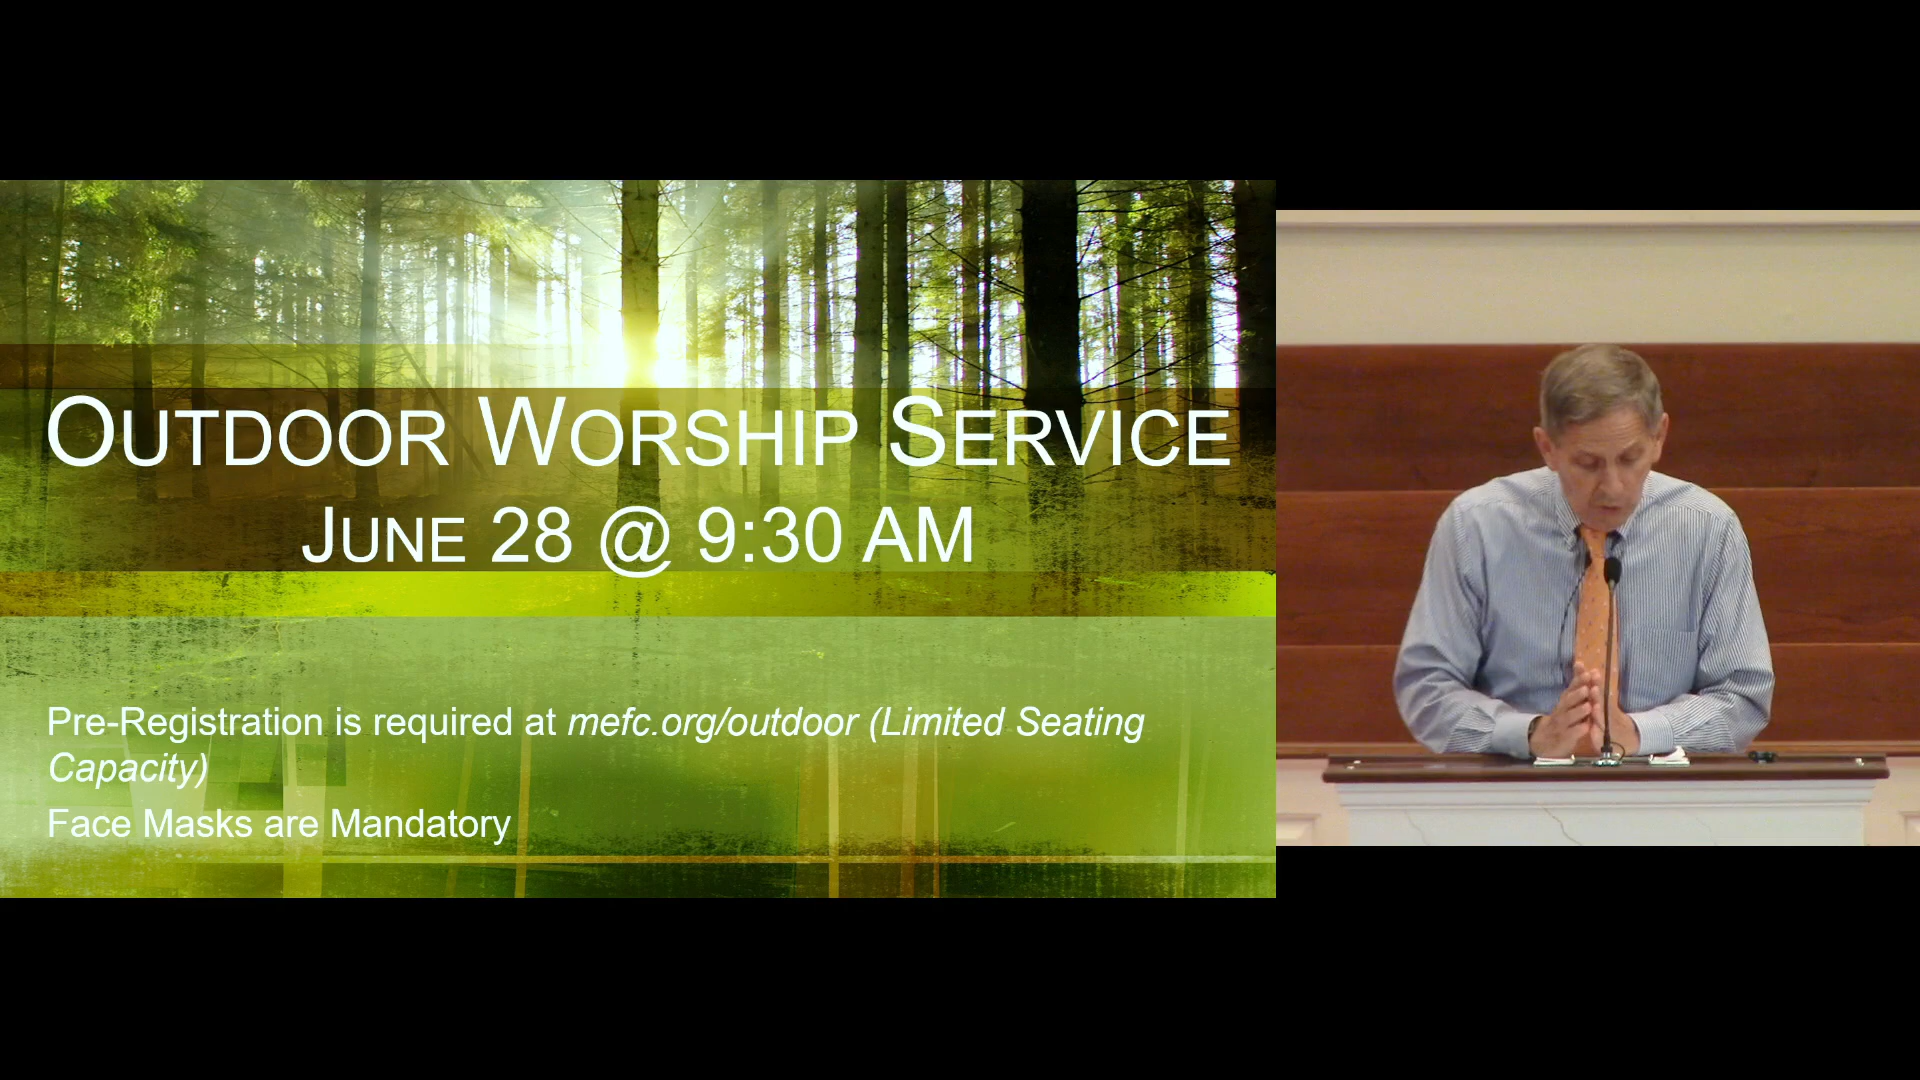 Outdoor Worship Service
June 28 @ 9:30 AM
Pre-Registration is required at mefc.org/outdoor (Limited Seating
Capacity)
Face Masks are Mandatory